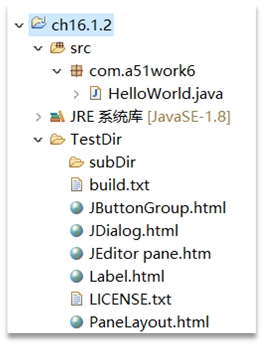 ch16.1.2
src
com.a51work6
HelloWorld.java
JRE 系统库 [JavaSE-1.8]
TestDir
subDir
build.txt
JButtonGroup.html
JDialog.html
JEditor pane.htm
Label.html
LICENSE.txt
PaneLayout.html